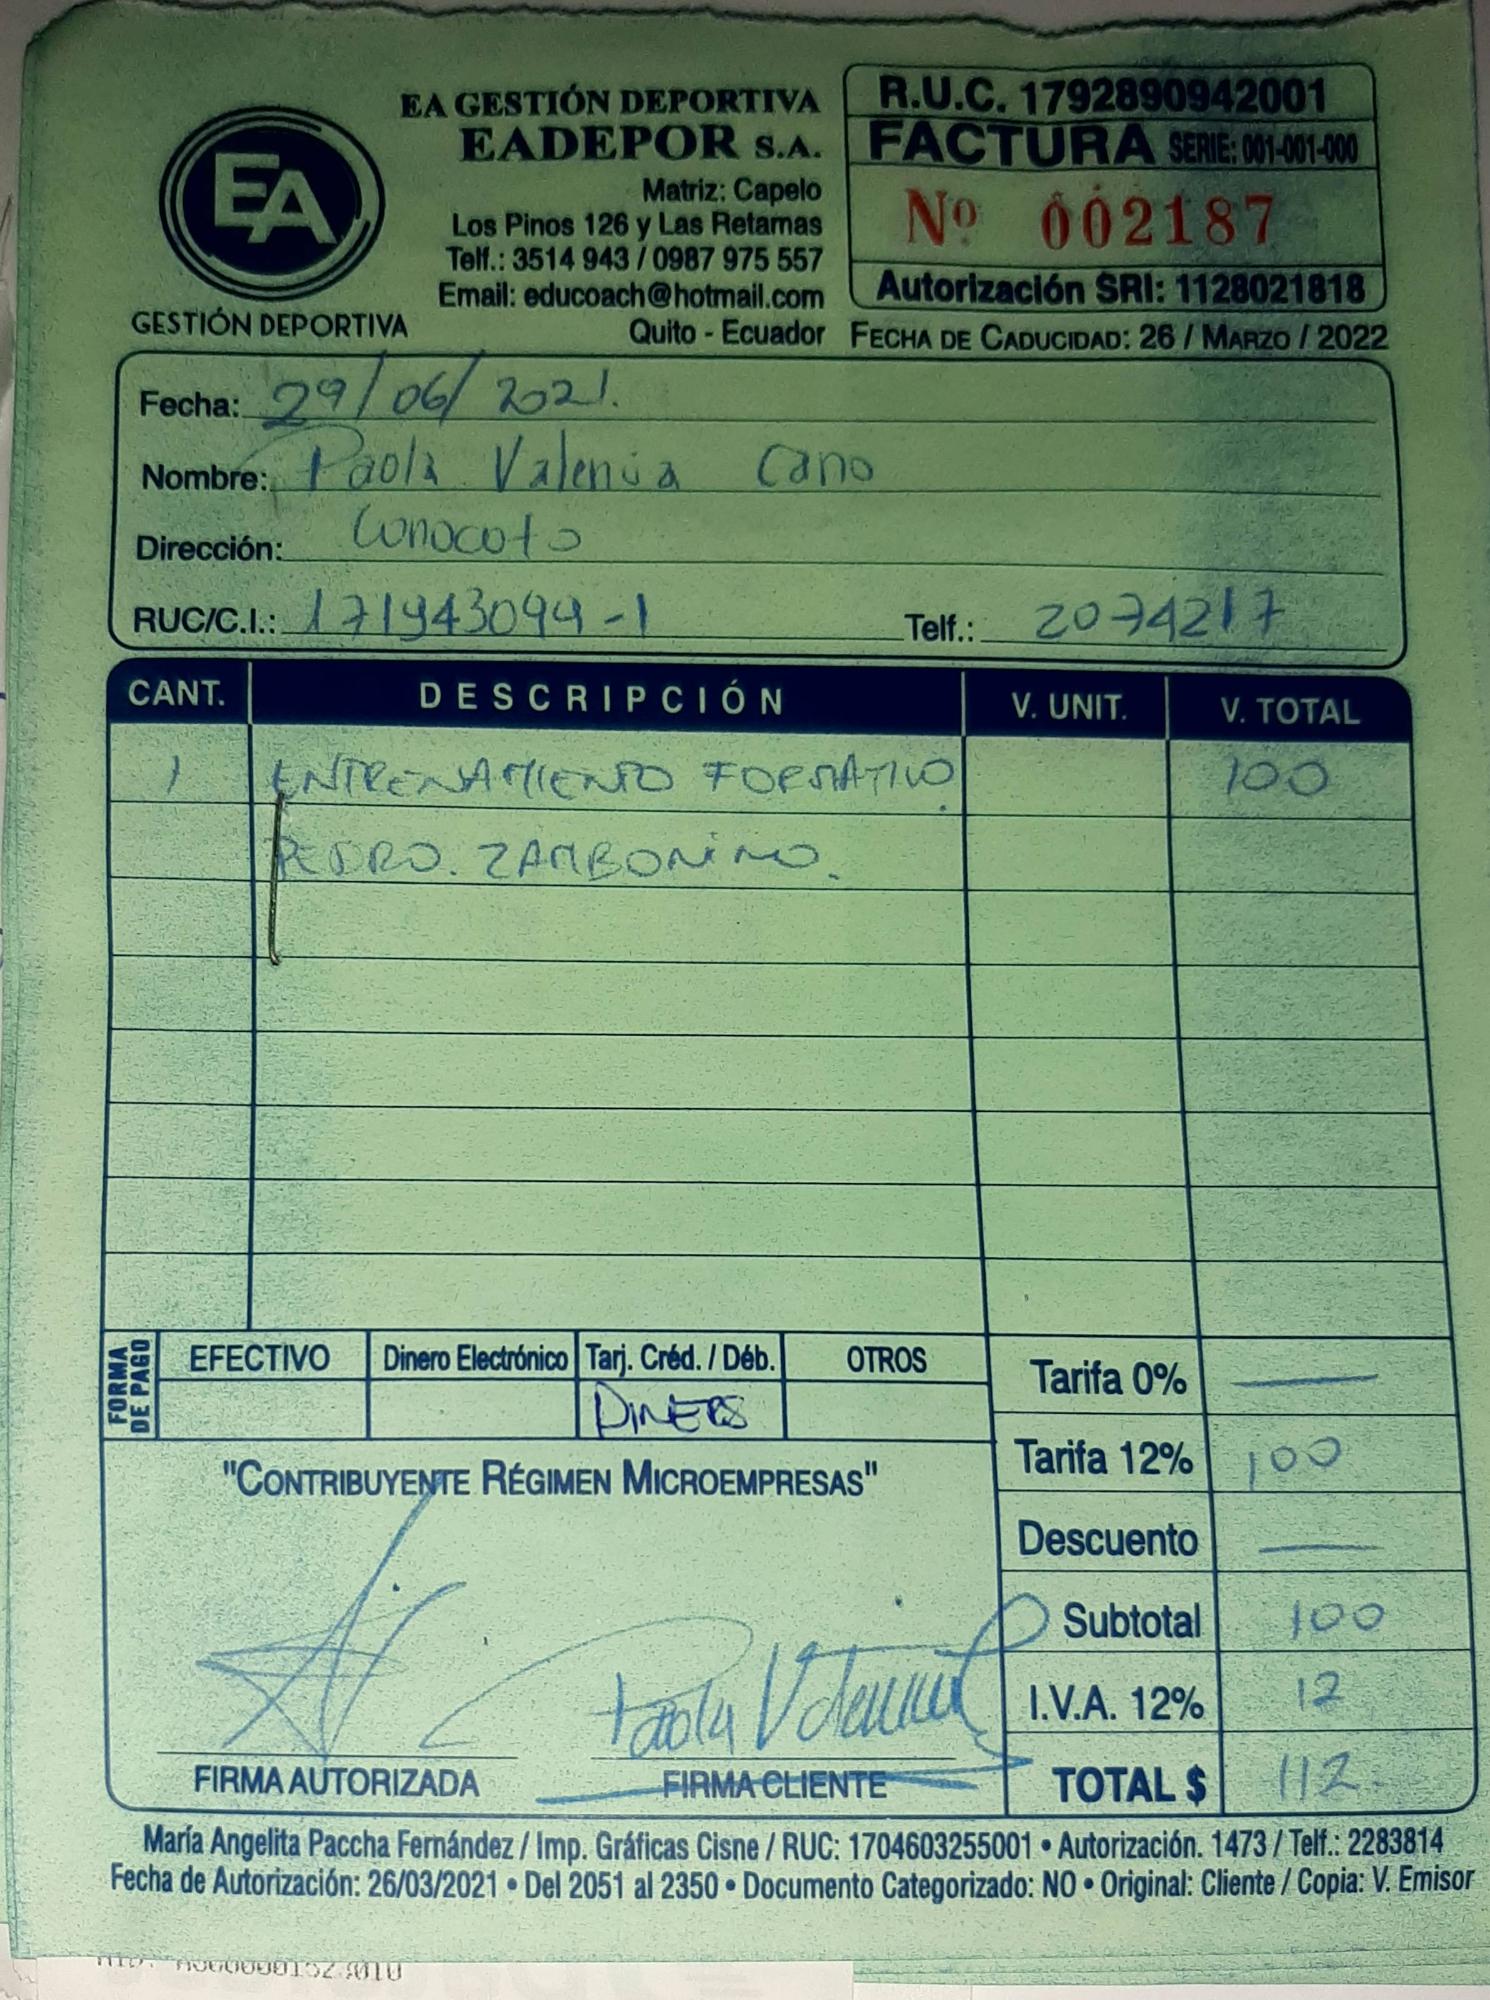 EA GESTIÓN DEPORTIVA
EADEPOR S.A.
Matriz: Capelo
Los Pinos 126 y Las Retamas
Telf.: 3514 943 / 0987 975 557
Email: educoach@hotmail.com
Quito - Ecuador
EA
GESTIÓN DEPORTIVA
R.U.C. 1792890942001
FACTURA SERIE: 001-001-000
Nº 002187
Autorización SRI: 1128021818
FECHA DE CADUCIDAD: 26 / MARZO / 2022
Fecha: 29/06/2021.
Nombre: Paola Valencia Cano
Dirección: Conocoto
RUC/C.I.: 171943094-1 Telf.: 2074217
CANT. DESCRIPCIÓN V. UNIT. V. TOTAL
1 ENTRENAMIENTO FORMATIVO 100
PEDRO. ZAMBONINO.
FORMA DE PAGO
EFECTIVO Dinero Electrónico Tarj. Créd. / Déb. OTROS
DINERS
Tarifa 0% —
Tarifa 12% 100
Descuento —
Subtotal 100
I.V.A. 12% 12
TOTAL $ 112.
"CONTRIBUYENTE RÉGIMEN MICROEMPRESAS"
Paola Valencia
FIRMA AUTORIZADA FIRMA CLIENTE
María Angelita Paccha Fernández / Imp. Gráficas Cisne / RUC: 1704603255001 • Autorización. 1473 / Telf.: 2283814
Fecha de Autorización: 26/03/2021 • Del 2051 al 2350 • Documento Categorizado: NO • Original: Cliente / Copia: V. Emisor